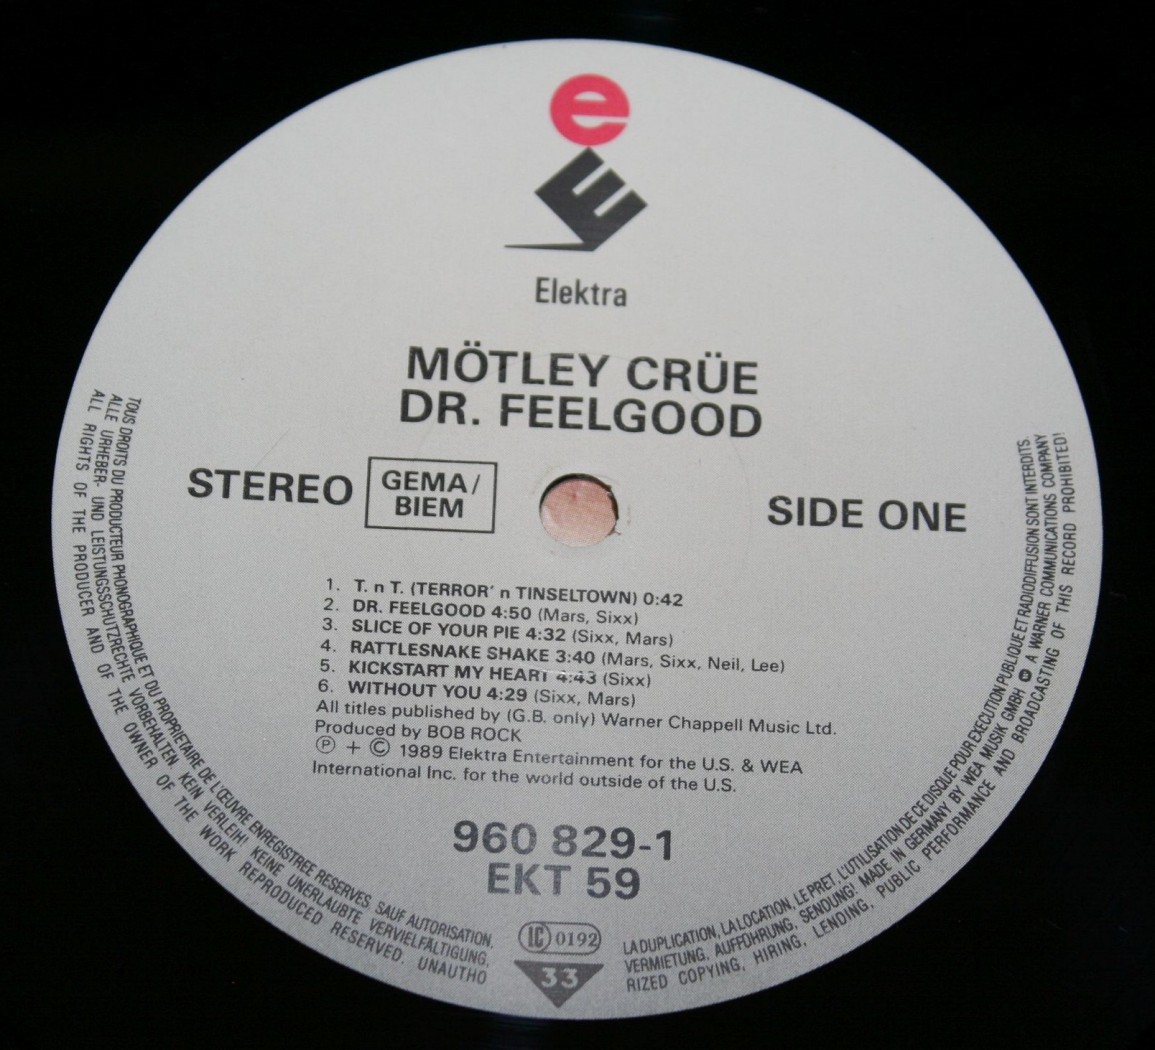 e
E
Elektra
MÖTLEY CRÜE
DR. FEELGOOD
STEREO
GEMA/
BIEM
SIDE ONE
1. T. n T. (TERROR' n TINSELTOWN) 0:42
2. DR. FEELGOOD 4:50 (Mars, Sixx)
3. SLICE OF YOUR PIE 4:32 (Sixx, Mars)
4. RATTLESNAKE SHAKE 3:40 (Mars, Sixx, Neil, Lee)
5. KICKSTART MY HEART 4:43 (Sixx)
6. WITHOUT YOU 4:29 (Sixx, Mars)
All titles published by (G.B. only) Warner Chappell Music Ltd.
Produced by BOB ROCK
Ⓟ + © 1989 Elektra Entertainment for the U.S. & WEA
International Inc. for the world outside of the U.S.
960 829-1
EKT 59
LC 0192
33
TOUS DROITS DU PRODUCTEUR PHONOGRAPHIQUE ET DU PROPRIETAIRE DE L'ŒUVRE ENREGISTREE RESERVES SAUF AUTORISATION,
LA DUPLICATION, LA LOCATION, LE PRET, L'UTILISATION DE CE DISQUE POUR EXECUTION PUBLIQUE ET RADIODIFFUSION SONT INTERDITS.
ALLE URHEBER- UND LEISTUNGSSCHUTZRECHTE VORBEHALTEN KEIN VERLEIH! KEINE UNERLAUBTE VERVIELFÄLTIGUNG,
VERMIETUNG, AUFFÜHRUNG, SENDUNG! MADE IN GERMANY BY WEA MUSIK GMBH A WARNER COMMUNICATIONS COMPANY
ALL RIGHTS OF THE PRODUCER AND OF THE OWNER OF THE WORK REPRODUCED RESERVED. UNAUTHO
RIZED COPYING, HIRING, LENDING, PUBLIC PERFORMANCE AND BROADCASTING OF THIS RECORD PROHIBITED!